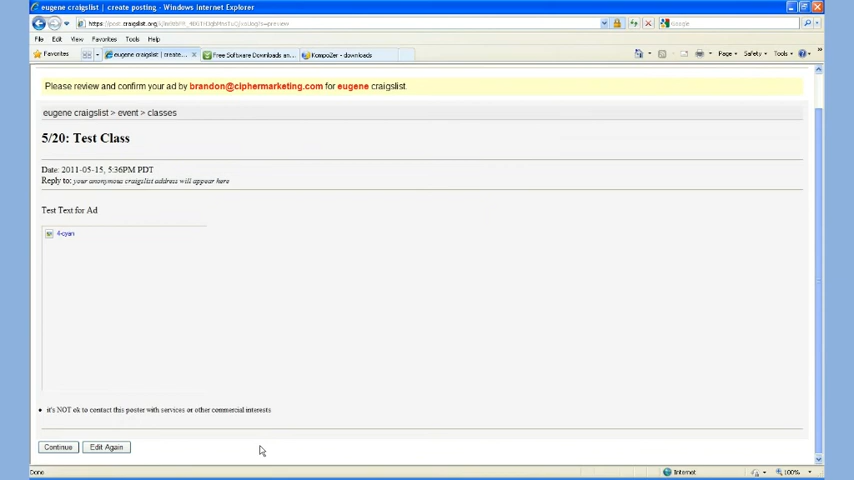 eugene craigslist | create posting - Windows Internet Explorer
Google
File Edit View Favorites Tools Help
Favorites eugene craigslist | create... Free Software Downloads an... KompoZer - downloads Page Safety Tools
Please review and confirm your ad by brandon@ciphermarketing.com for eugene craigslist
eugene craigslist > event > classes
5/20: Test Class
Date: 2011-05-15, 5:36PM PDT
Reply to: your anonymous craigslist address will appear here
Test Text for Ad
4-cyan
it's NOT ok to contact this poster with services or other commercial interests
Continue Edit Again
Done Internet 100%